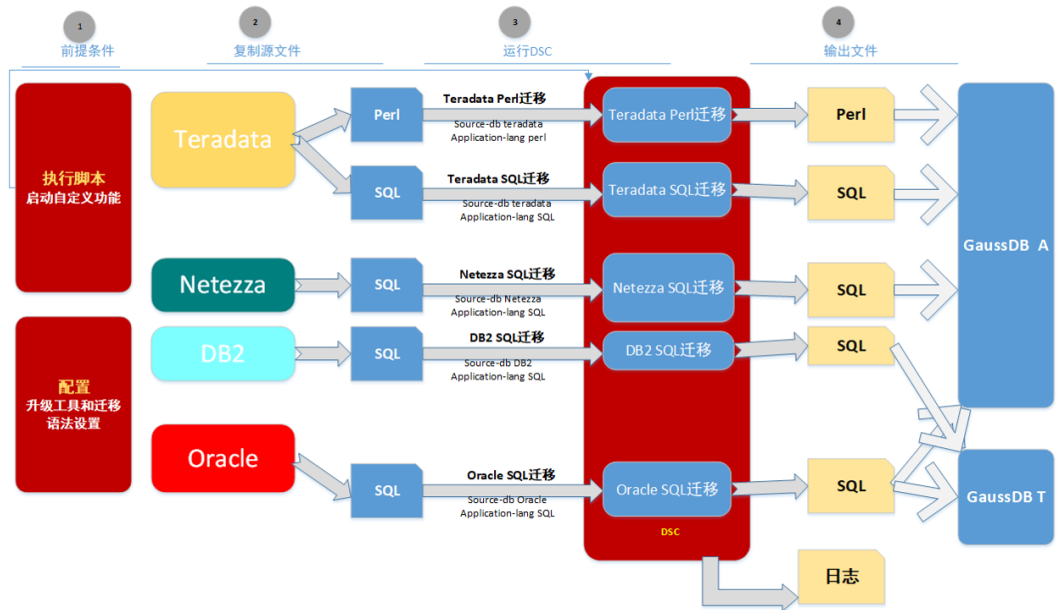 1
2
3
4
前提条件
复制源文件
运行DSC
输出文件
执行脚本
启动自定义功能
配置
升级工具和迁移
语法设置
Teradata
Netezza
DB2
Oracle
Perl
SQL
SQL
SQL
SQL
Teradata Perl迁移
Source-db teradata
Application-lang perl
Teradata SQL迁移
Source-db teradata
Application-lang SQL
Netezza SQL迁移
Source-db Netezza
Application-lang SQL
DB2 SQL迁移
Source-db DB2
Application-lang SQL
Oracle SQL迁移
Source-db Oracle
Application-lang SQL
Teradata Perl迁移
Teradata SQL迁移
Netezza SQL迁移
DB2 SQL迁移
Oracle SQL迁移
DSC
Perl
SQL
SQL
SQL
SQL
日志
GaussDB A
GaussDB T